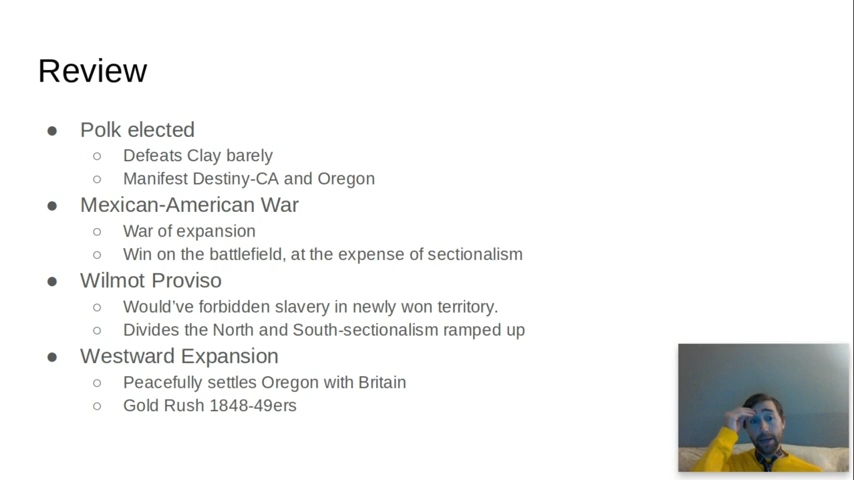 Review
● Polk elected
○ Defeats Clay barely
○ Manifest Destiny-CA and Oregon
● Mexican-American War
○ War of expansion
○ Win on the battlefield, at the expense of sectionalism
● Wilmot Proviso
○ Would've forbidden slavery in newly won territory.
○ Divides the North and South-sectionalism ramped up
● Westward Expansion
○ Peacefully settles Oregon with Britain
○ Gold Rush 1848-49ers